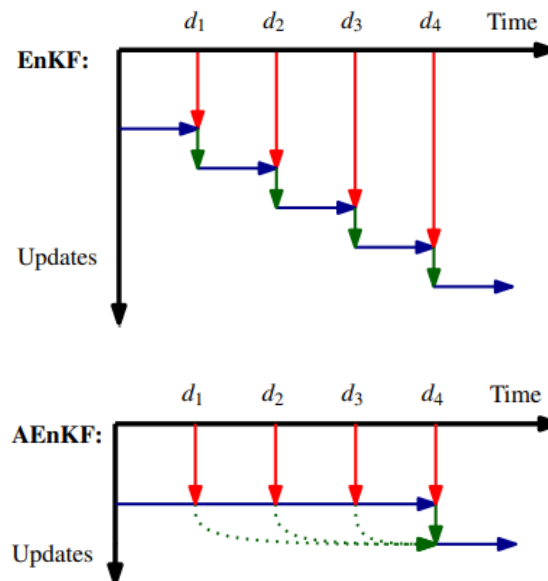 d1 d2 d3 d4 Time
EnKF:
Updates
d1 d2 d3 d4 Time
AEnKF:
Updates